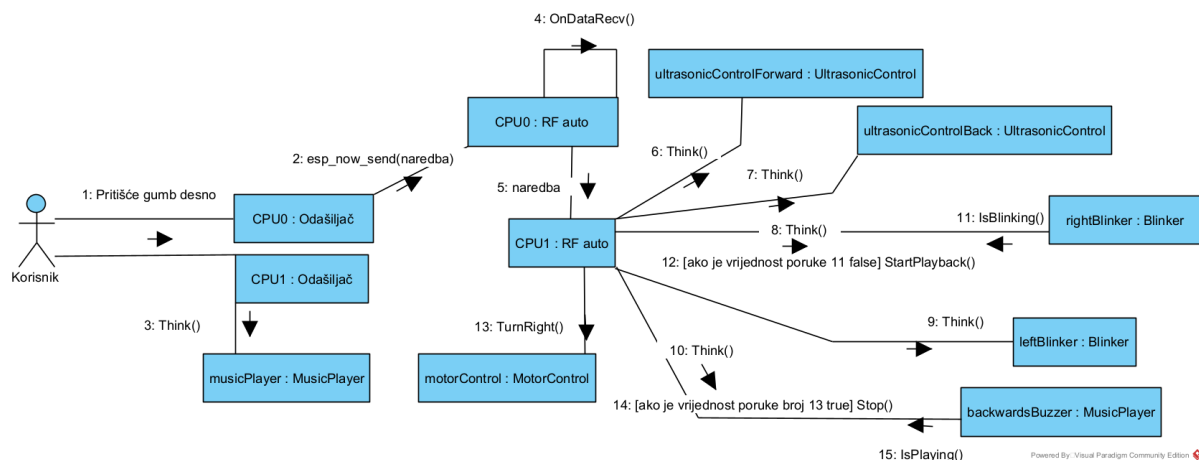 4: OnDataRecv()
ultrasonicControlForward : UltrasonicControl
CPU0 : RF auto
ultrasonicControlBack : UltrasonicControl
2: esp_now_send(naredba)
6: Think()
7: Think()
5: naredba
1: Pritišće gumb desno
CPU0 : Odašiljač
CPU1 : RF auto
8: Think()
11: IsBlinking()
rightBlinker : Blinker
Korisnik
CPU1 : Odašiljač
12: [ako je vrijednost poruke 11 false] StartPlayback()
3: Think()
13: TurnRight()
9: Think()
leftBlinker : Blinker
10: Think()
musicPlayer : MusicPlayer
motorControl : MotorControl
14: [ako je vrijednost poruke broj 13 true] Stop()
backwardsBuzzer : MusicPlayer
15: IsPlaying()
Powered By: Visual Paradigm Community Edition